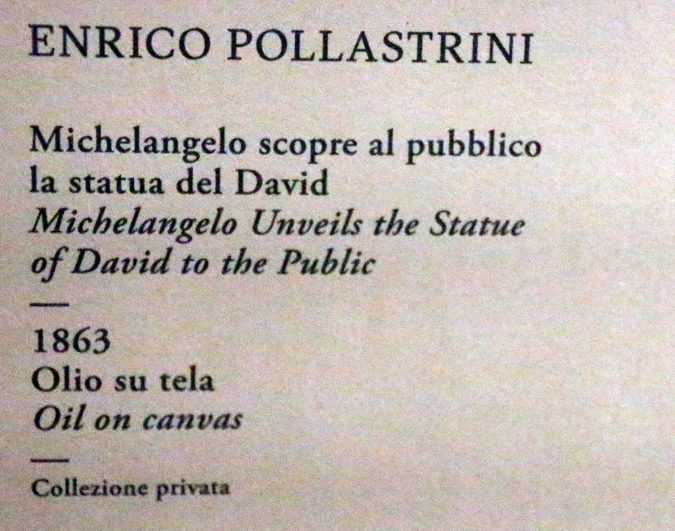 ENRICO POLLASTRINI
Michelangelo scopre al pubblico
la statua del David
Michelangelo Unveils the Statue
of David to the Public
1863
Olio su tela
Oil on canvas
Collezione privata